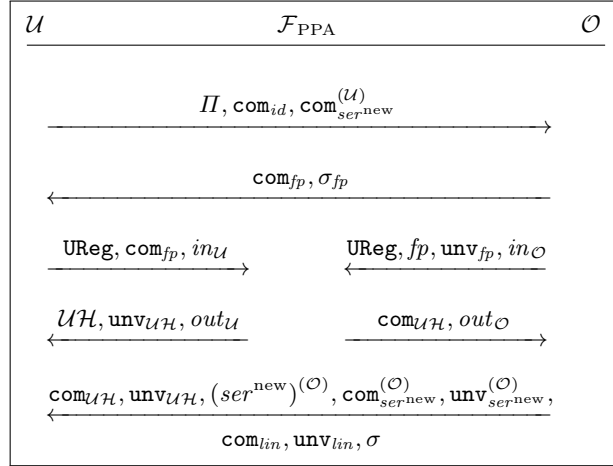 𝒰 ℱ_PPA 𝒪
Π, com_id, com_{ser^new}^{(𝒰)}
com_fp, σ_fp
UReg, com_fp, in_𝒰 UReg, fp, unv_fp, in_𝒪
𝒰ℋ, unv_𝒰ℋ, out_𝒰 com_𝒰ℋ, out_𝒪
com_𝒰ℋ, unv_𝒰ℋ, (ser^new)^{(𝒪)}, com_{ser^new}^{(𝒪)}, unv_{ser^new}^{(𝒪)},
com_lin, unv_lin, σ